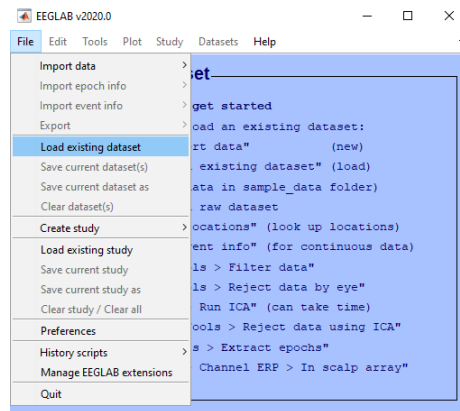 EEGLAB v2020.0
File Edit Tools Plot Study Datasets Help
Import data
Import epoch info
Import event info
Export
Load existing dataset
Save current dataset(s)
Save current dataset as
Clear dataset(s)
Create study
Load existing study
Save current study
Save current study as
Clear study / Clear all
Preferences
History scripts
Manage EEGLAB extensions
Quit
set
get started
oad an existing dataset:
rt data" (new)
existing dataset" (load)
ata in sample_data folder)
raw dataset
ocations" (look up locations)
ent info" (for continuous data)
ls > Filter data"
ls > Reject data by eye"
Run ICA" (can take time)
ools > Reject data using ICA"
s > Extract epochs"
Channel ERP > In scalp array"